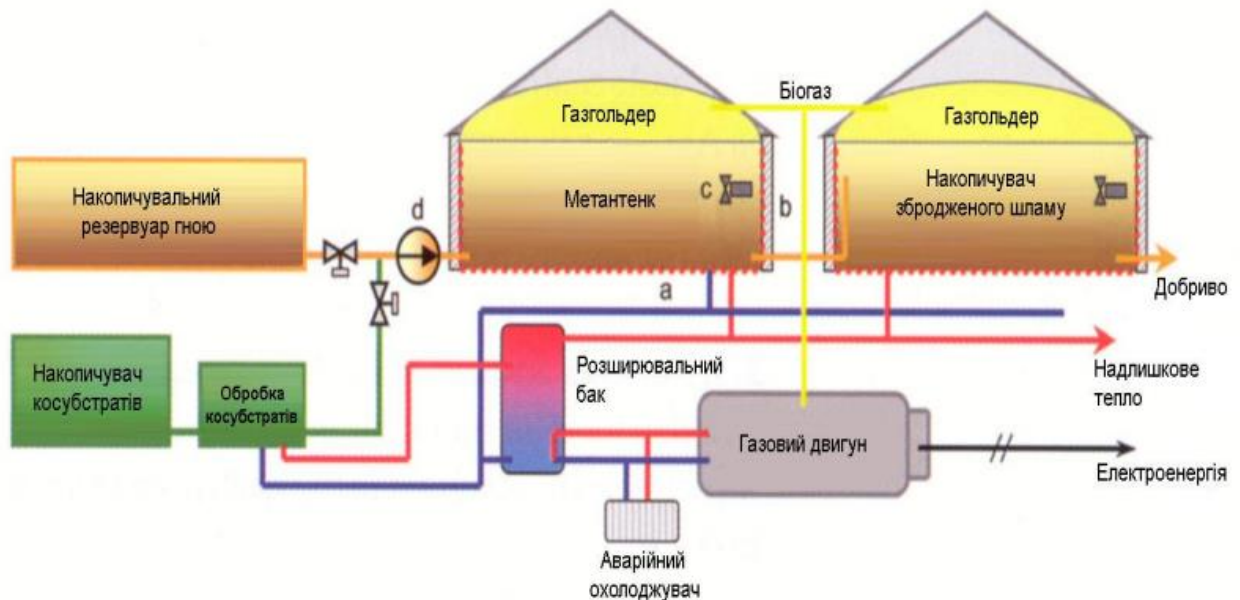 Біогаз
Газгольдер
Газгольдер
Накопичувальний
резервуар гною
d
Метантенк
c
b
Накопичувач
збродженого шламу
a
Добриво
Накопичувач
косубстратів
Обробка
косубстратів
Розширювальний
бак
Надлишкове
тепло
Газовий двигун
Електроенергія
Аварійний
охолоджувач